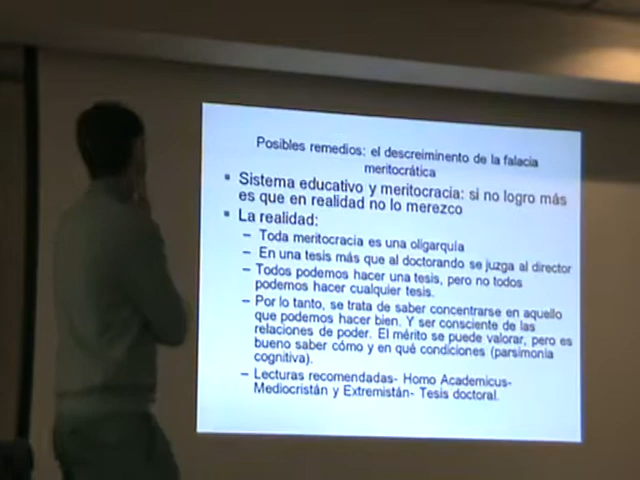 Posibles remedios: el descreiminento de la falacia
meritocrática
▪ Sistema educativo y meritocracia: si no logro más
es que en realidad no lo merezco
▪ La realidad:
– Toda meritocracia es una oligarquía
– En una tesis más que al doctorando se juzga al director
– Todos podemos hacer una tesis, pero no todos
podemos hacer cualquier tesis.
– Por lo tanto, se trata de saber concentrarse en aquello
que podemos hacer bien. Y ser consciente de las
relaciones de poder. El mérito se puede valorar, pero es
bueno saber cómo y en qué condiciones (parsimonia
cognitiva).
– Lecturas recomendadas- Homo Academicus-
Mediocristán y Extremistán- Tesis doctoral.